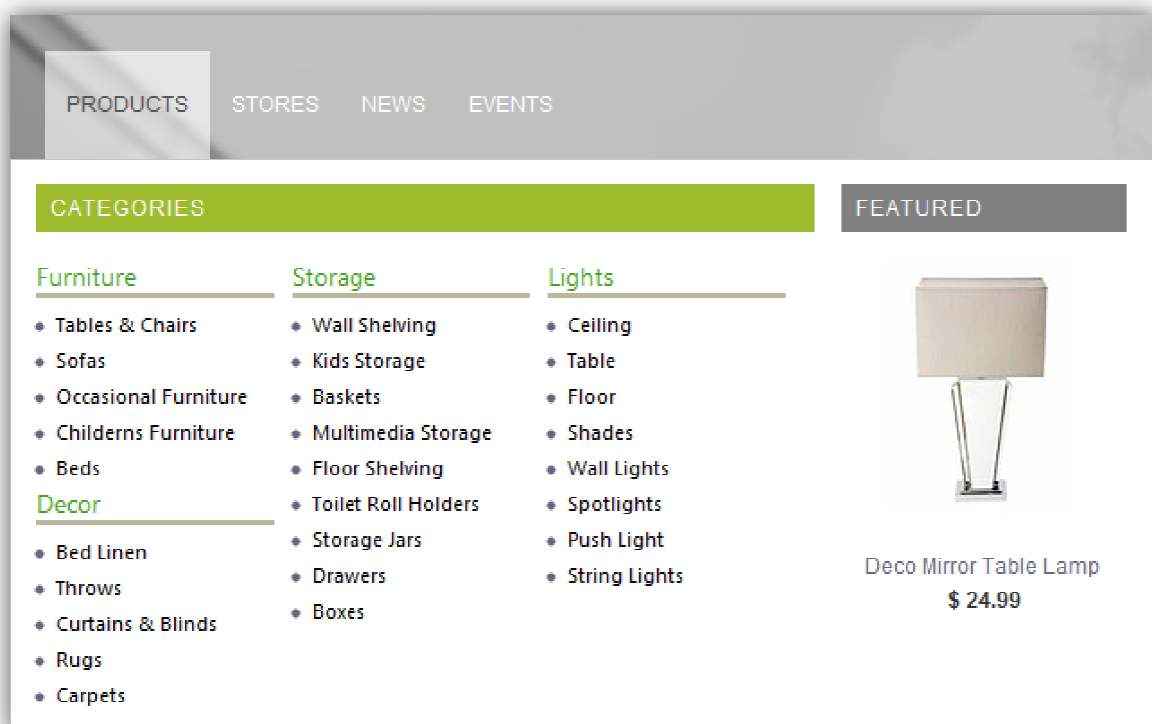 PRODUCTS STORES NEWS EVENTS
CATEGORIES
Furniture
Tables & Chairs
Sofas
Occasional Furniture
Childerns Furniture
Beds
Decor
Bed Linen
Throws
Curtains & Blinds
Rugs
Carpets
Storage
Wall Shelving
Kids Storage
Baskets
Multimedia Storage
Floor Shelving
Toilet Roll Holders
Storage Jars
Drawers
Boxes
Lights
Ceiling
Table
Floor
Shades
Wall Lights
Spotlights
Push Light
String Lights
FEATURED
Deco Mirror Table Lamp
$ 24.99